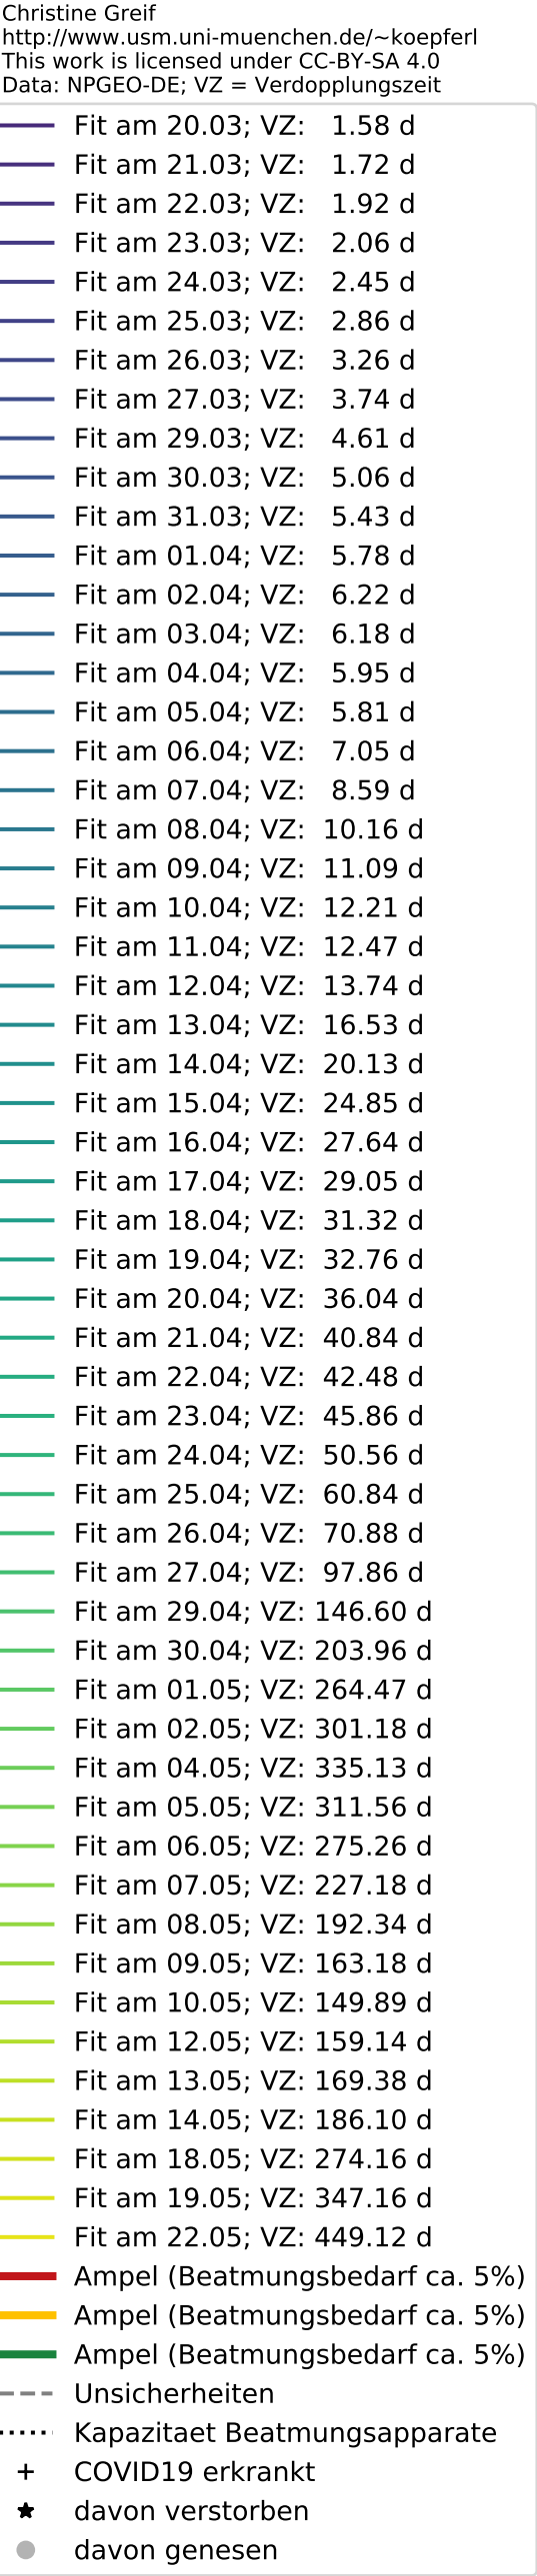 Christine Greif
http://www.usm.uni-muenchen.de/~koepferl
This work is licensed under CC-BY-SA 4.0
Data: NPGEO-DE; VZ = Verdopplungszeit
Fit am 20.03; VZ: 1.58 d
Fit am 21.03; VZ: 1.72 d
Fit am 22.03; VZ: 1.92 d
Fit am 23.03; VZ: 2.06 d
Fit am 24.03; VZ: 2.45 d
Fit am 25.03; VZ: 2.86 d
Fit am 26.03; VZ: 3.26 d
Fit am 27.03; VZ: 3.74 d
Fit am 29.03; VZ: 4.61 d
Fit am 30.03; VZ: 5.06 d
Fit am 31.03; VZ: 5.43 d
Fit am 01.04; VZ: 5.78 d
Fit am 02.04; VZ: 6.22 d
Fit am 03.04; VZ: 6.18 d
Fit am 04.04; VZ: 5.95 d
Fit am 05.04; VZ: 5.81 d
Fit am 06.04; VZ: 7.05 d
Fit am 07.04; VZ: 8.59 d
Fit am 08.04; VZ: 10.16 d
Fit am 09.04; VZ: 11.09 d
Fit am 10.04; VZ: 12.21 d
Fit am 11.04; VZ: 12.47 d
Fit am 12.04; VZ: 13.74 d
Fit am 13.04; VZ: 16.53 d
Fit am 14.04; VZ: 20.13 d
Fit am 15.04; VZ: 24.85 d
Fit am 16.04; VZ: 27.64 d
Fit am 17.04; VZ: 29.05 d
Fit am 18.04; VZ: 31.32 d
Fit am 19.04; VZ: 32.76 d
Fit am 20.04; VZ: 36.04 d
Fit am 21.04; VZ: 40.84 d
Fit am 22.04; VZ: 42.48 d
Fit am 23.04; VZ: 45.86 d
Fit am 24.04; VZ: 50.56 d
Fit am 25.04; VZ: 60.84 d
Fit am 26.04; VZ: 70.88 d
Fit am 27.04; VZ: 97.86 d
Fit am 29.04; VZ: 146.60 d
Fit am 30.04; VZ: 203.96 d
Fit am 01.05; VZ: 264.47 d
Fit am 02.05; VZ: 301.18 d
Fit am 04.05; VZ: 335.13 d
Fit am 05.05; VZ: 311.56 d
Fit am 06.05; VZ: 275.26 d
Fit am 07.05; VZ: 227.18 d
Fit am 08.05; VZ: 192.34 d
Fit am 09.05; VZ: 163.18 d
Fit am 10.05; VZ: 149.89 d
Fit am 12.05; VZ: 159.14 d
Fit am 13.05; VZ: 169.38 d
Fit am 14.05; VZ: 186.10 d
Fit am 18.05; VZ: 274.16 d
Fit am 19.05; VZ: 347.16 d
Fit am 22.05; VZ: 449.12 d
Ampel (Beatmungsbedarf ca. 5%)
Ampel (Beatmungsbedarf ca. 5%)
Ampel (Beatmungsbedarf ca. 5%)
Unsicherheiten
Kapazitaet Beatmungsapparate
COVID19 erkrankt
davon verstorben
davon genesen